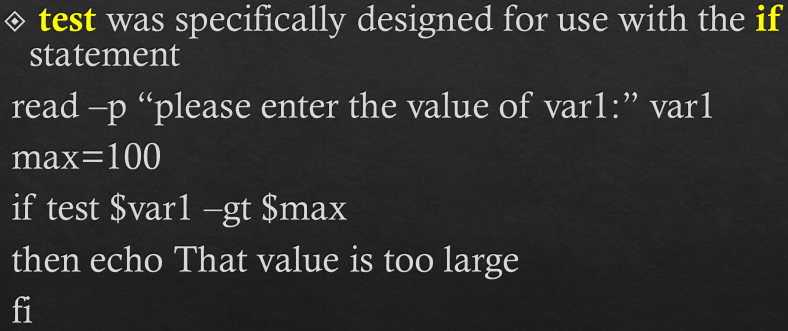 ❖ test was specifically designed for use with the if
statement
read –p “please enter the value of var1:” var1
max=100
if test $var1 –gt $max
then echo That value is too large
fi